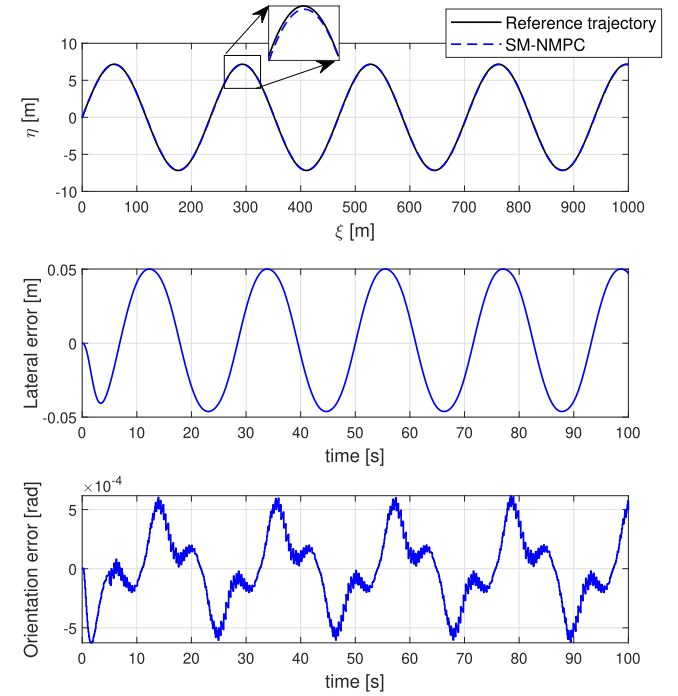 Reference trajectory
SM-NMPC
10
5
0
-5
-10
η [m]
0 100 200 300 400 500 600 700 800 900 1000
ξ [m]
0.05
0
-0.05
Lateral error [m]
0 10 20 30 40 50 60 70 80 90 100
time [s]
×10-4
5
0
-5
Orientation error [rad]
0 10 20 30 40 50 60 70 80 90 100
time [s]